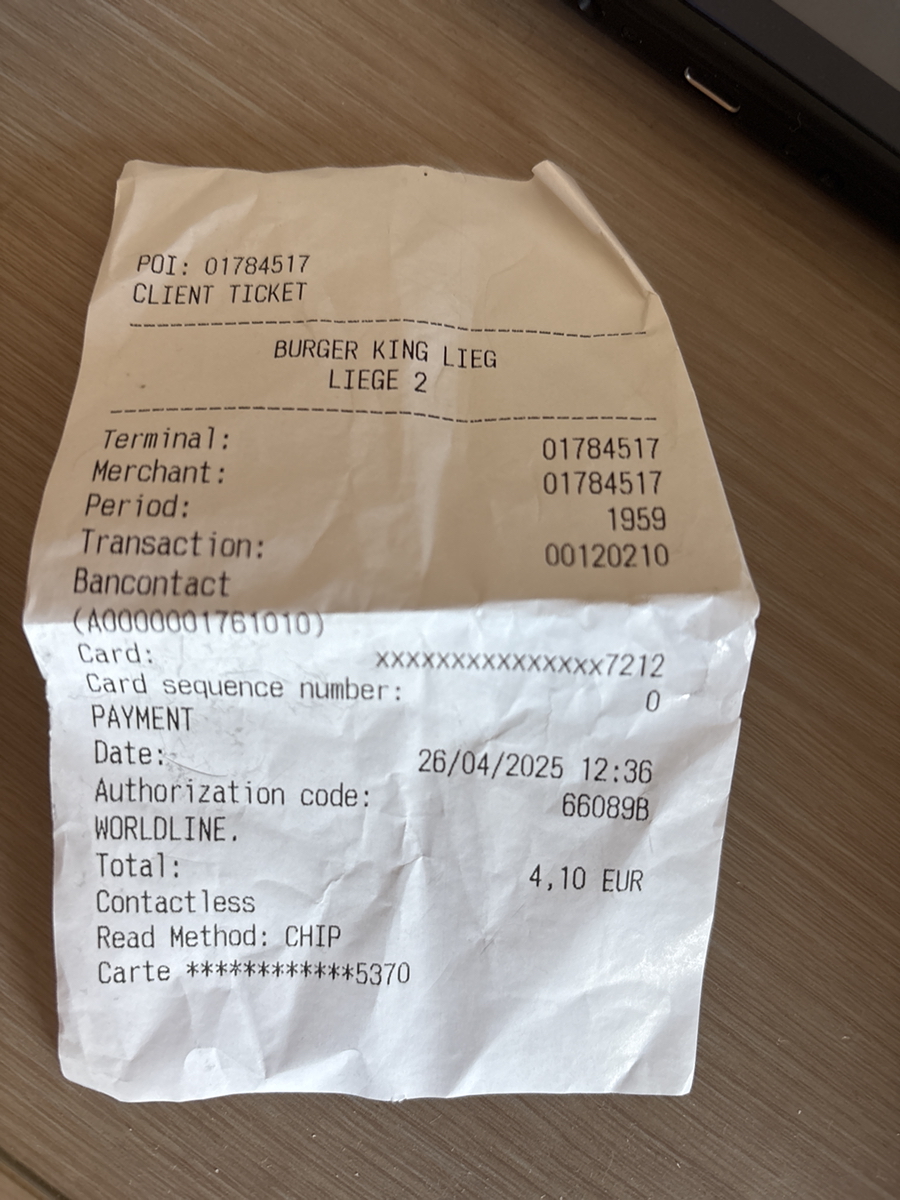 POI: 01784517
CLIENT TICKET
BURGER KING LIEG
LIEGE 2
Terminal: 01784517
Merchant: 01784517
Period: 1959
Transaction: 00120210
Bancontact
(A0000001761010)
Card: xxxxxxxxxxxxxxx7212
Card sequence number: 0
PAYMENT
Date: 26/04/2025 12:36
Authorization code: 66089B
WORLDLINE.
Total: 4,10 EUR
Contactless
Read Method: CHIP
Carte ************5370